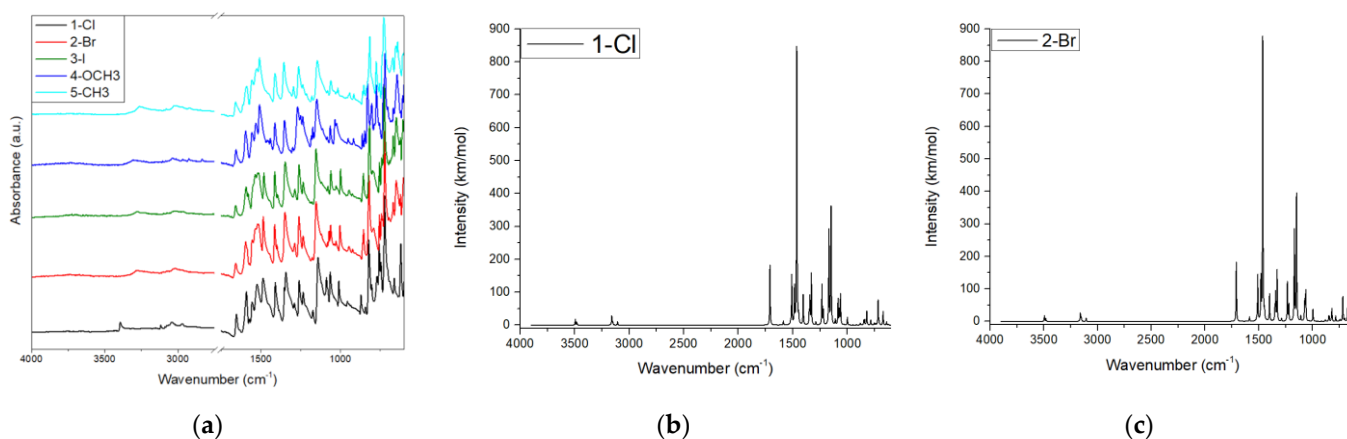 1-Cl
2-Br
3-I
4-OCH3
5-CH3
Absorbance (a.u.)
4000 3000 1500 1000
Wavenumber (cm⁻¹)
(a)
1-Cl
Intensity (km/mol)
900
800
700
600
500
400
300
200
100
0
4000 3500 3000 2500 2000 1500 1000
Wavenumber (cm⁻¹)
(b)
2-Br
Intensity (km/mol)
900
800
700
600
500
400
300
200
100
0
4000 3500 3000 2500 2000 1500 1000
Wavenumber (cm⁻¹)
(c)